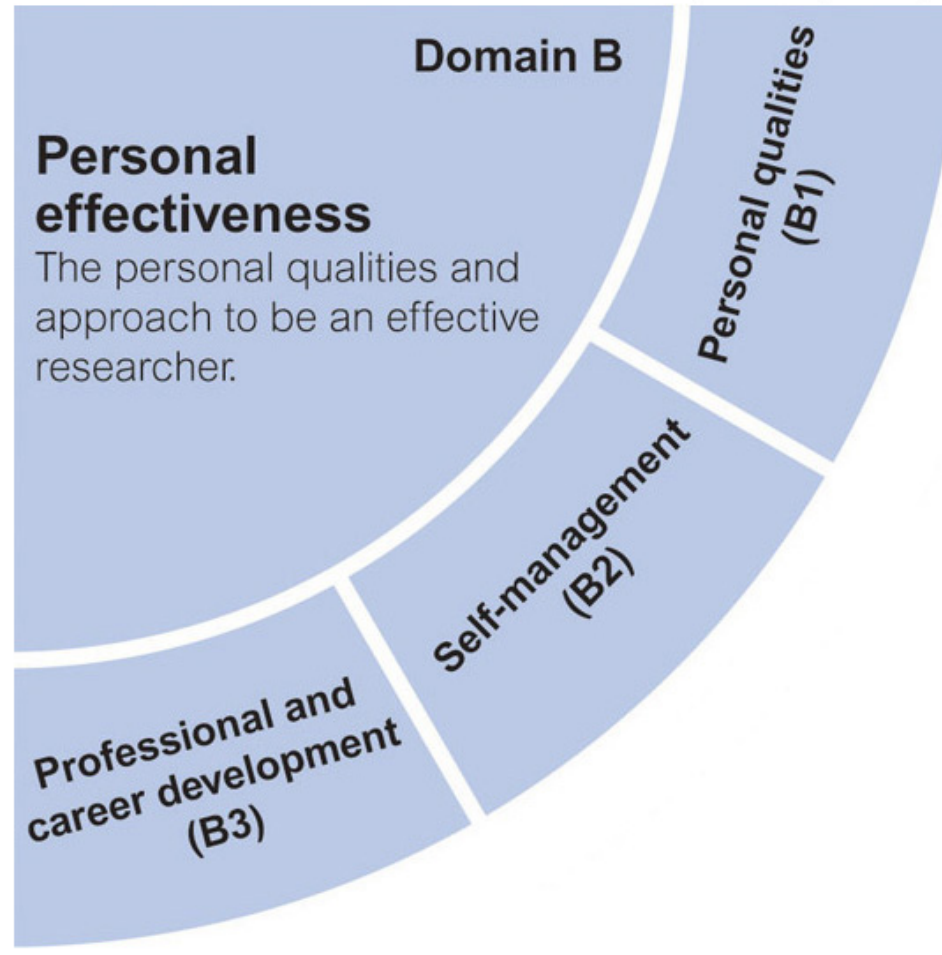 Domain B
Personal
effectiveness
The personal qualities and
approach to be an effective
researcher.
Personal qualities
(B1)
Self-management
(B2)
Professional and
career development
(B3)